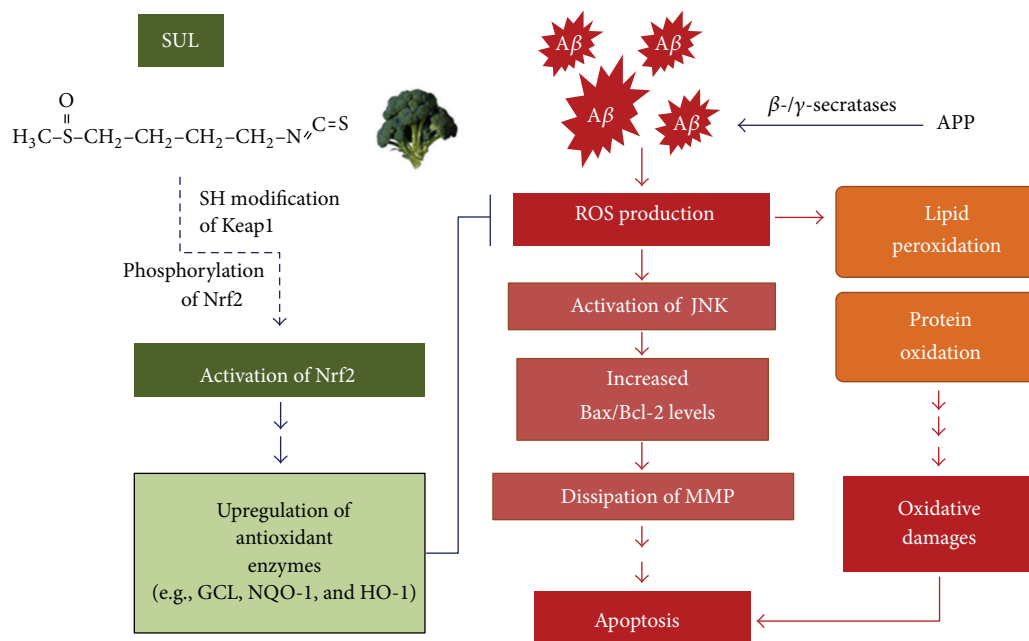 SUL
O
H₃C–S–CH₂–CH₂–CH₂–CH₂–N=C=S
SH modification
of Keap1
Phosphorylation
of Nrf2
Activation of Nrf2
Upregulation of
antioxidant
enzymes
(e.g., GCL, NQO-1, and HO-1)
Aβ
Aβ
Aβ
Aβ
β-/γ-secratases
APP
ROS production
Activation of JNK
Increased
Bax/Bcl-2 levels
Dissipation of MMP
Apoptosis
Lipid
peroxidation
Protein
oxidation
Oxidative
damages